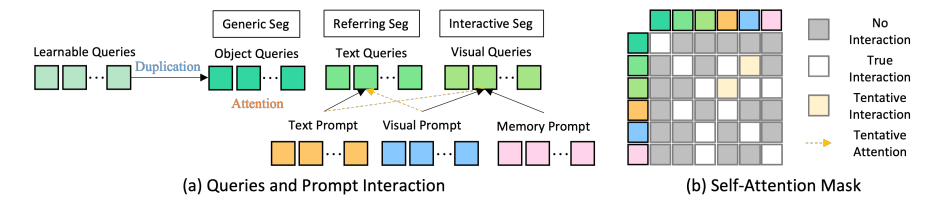 Generic Seg
Referring Seg
Interactive Seg
Learnable Queries
Object Queries
Text Queries
Visual Queries
Duplication
Attention
Text Prompt
Visual Prompt
Memory Prompt
(a) Queries and Prompt Interaction
No
Interaction
True
Interaction
Tentative
Interaction
Tentative
Attention
(b) Self-Attention Mask